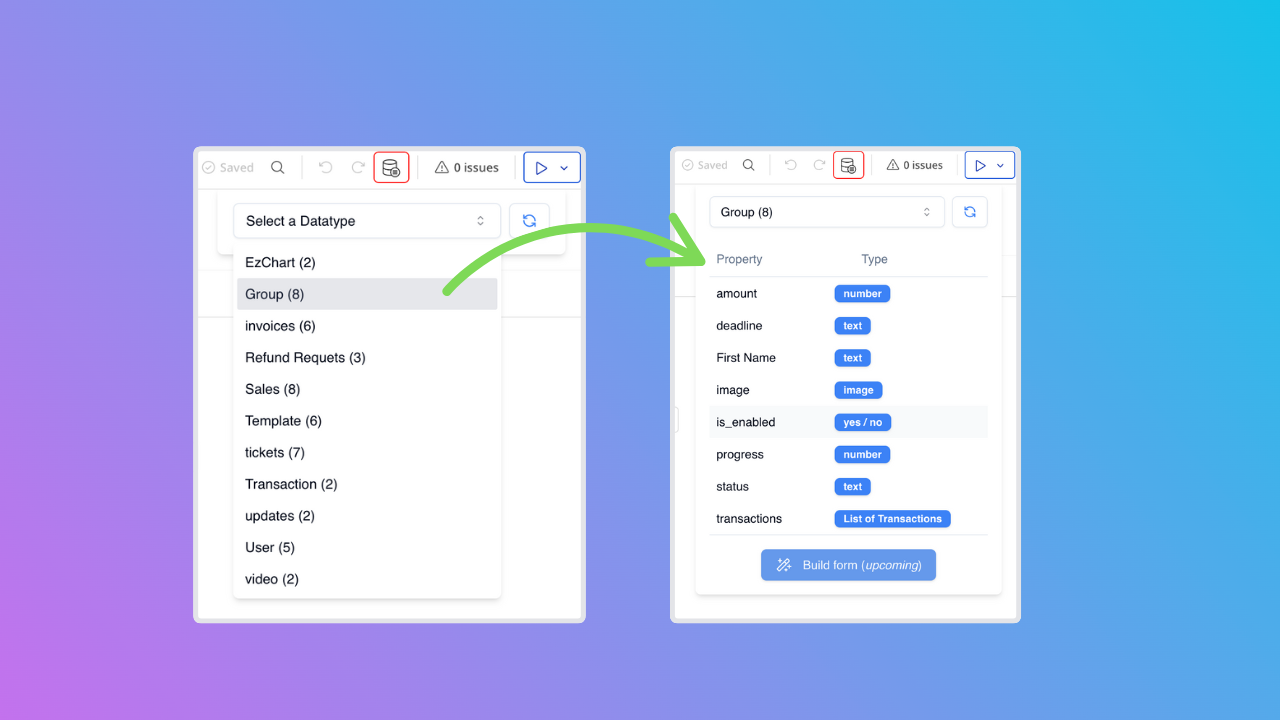 Saved
0 issues
Select a Datatype
EzChart (2)
Group (8)
invoices (6)
Refund Requets (3)
Sales (8)
Template (6)
tickets (7)
Transaction (2)
updates (2)
User (5)
video (2)
Saved
0 issues
Group (8)
Property Type
amount number
deadline text
First Name text
image image
is_enabled yes / no
progress number
status text
transactions List of Transactions
Build form (upcoming)